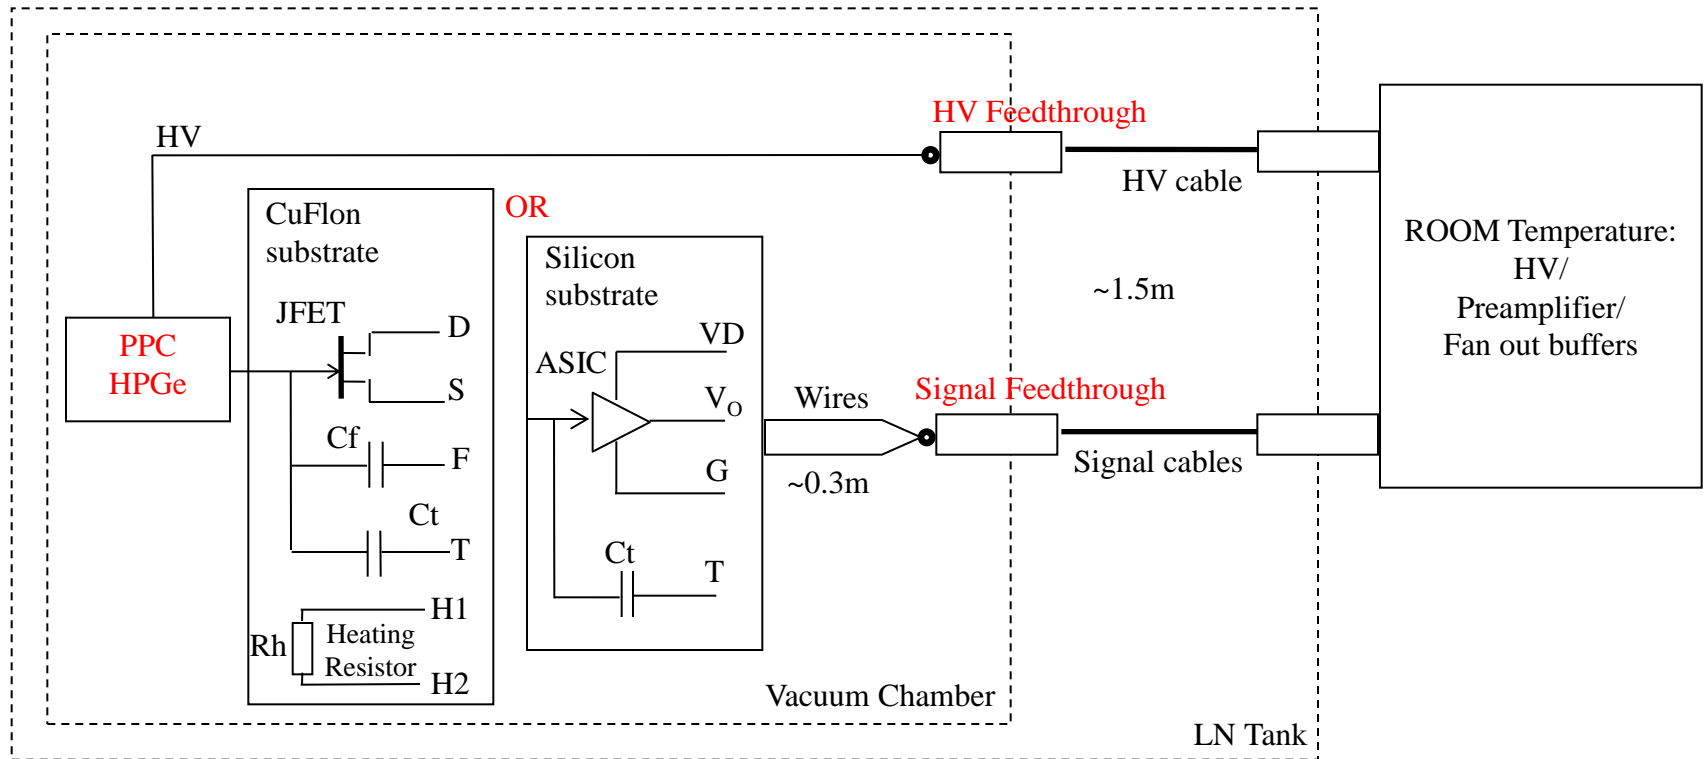 HV Feedthrough
HV
HV cable
CuFlon
substrate
OR
Silicon
substrate
ROOM Temperature:
HV/
Preamplifier/
Fan out buffers
~1.5m
JFET
D
S
PPC
HPGe
VD
ASIC
VO
G
Wires
~0.3m
Signal Feedthrough
Signal cables
Cf
F
Ct
T
Ct
T
H1
Rh
Heating
Resistor
H2
Vacuum Chamber
LN Tank